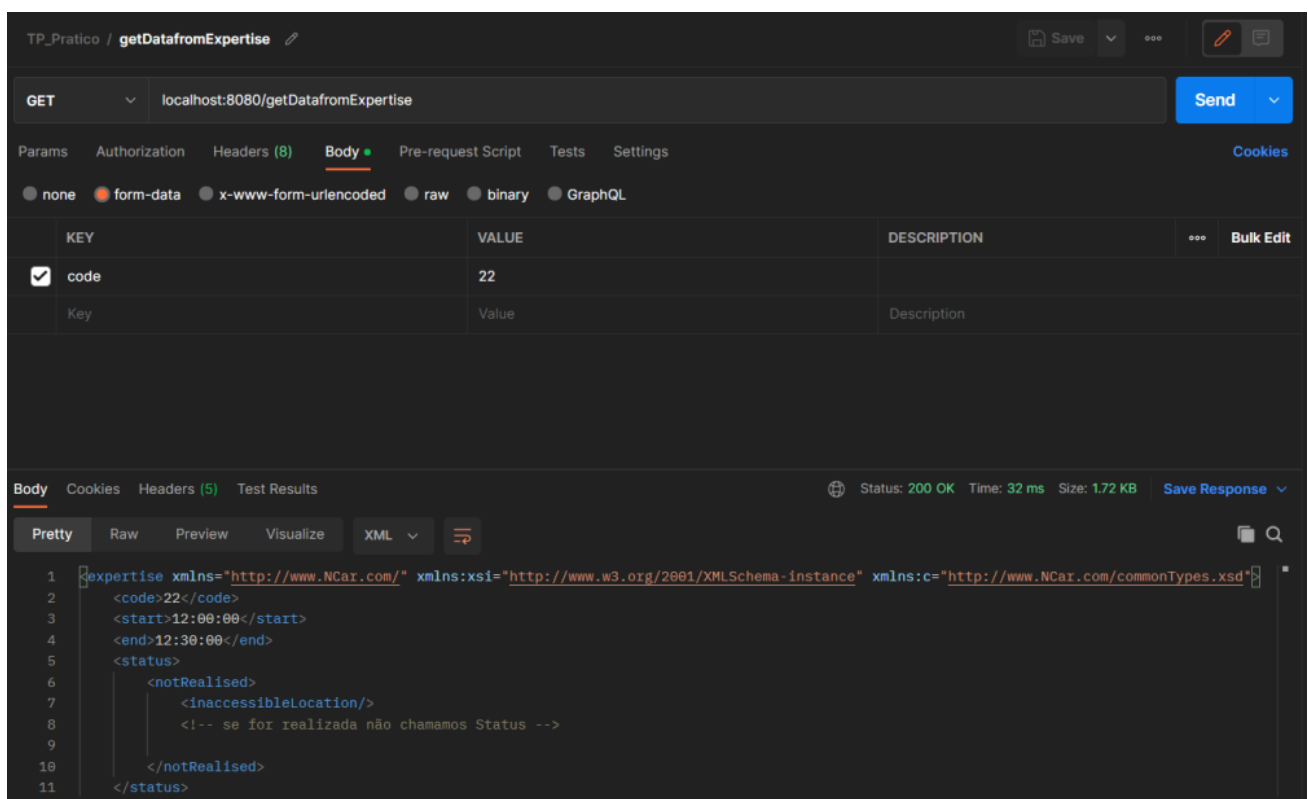 TP_Pratico / getDatafromExpertise Save
GET localhost:8080/getDatafromExpertise Send
Params Authorization Headers (8) Body Pre-request Script Tests Settings Cookies
none form-data x-www-form-urlencoded raw binary GraphQL
KEY VALUE DESCRIPTION Bulk Edit
code 22
Key Value Description
Body Cookies Headers (5) Test Results Status: 200 OK Time: 32 ms Size: 1.72 KB Save Response
Pretty Raw Preview Visualize XML
1 <expertise xmlns="http://www.NCar.com/" xmlns:xsi="http://www.w3.org/2001/XMLSchema-instance" xmlns:c="http://www.NCar.com/commonTypes.xsd">
2 <code>22</code>
3 <start>12:00:00</start>
4 <end>12:30:00</end>
5 <status>
6 <notRealised>
7 <inaccessibleLocation/>
8 <!-- se for realizada não chamamos Status -->
9
10 </notRealised>
11 </status>